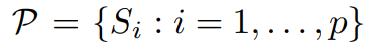 𝒫 = {Sᵢ : i = 1, . . . , p}